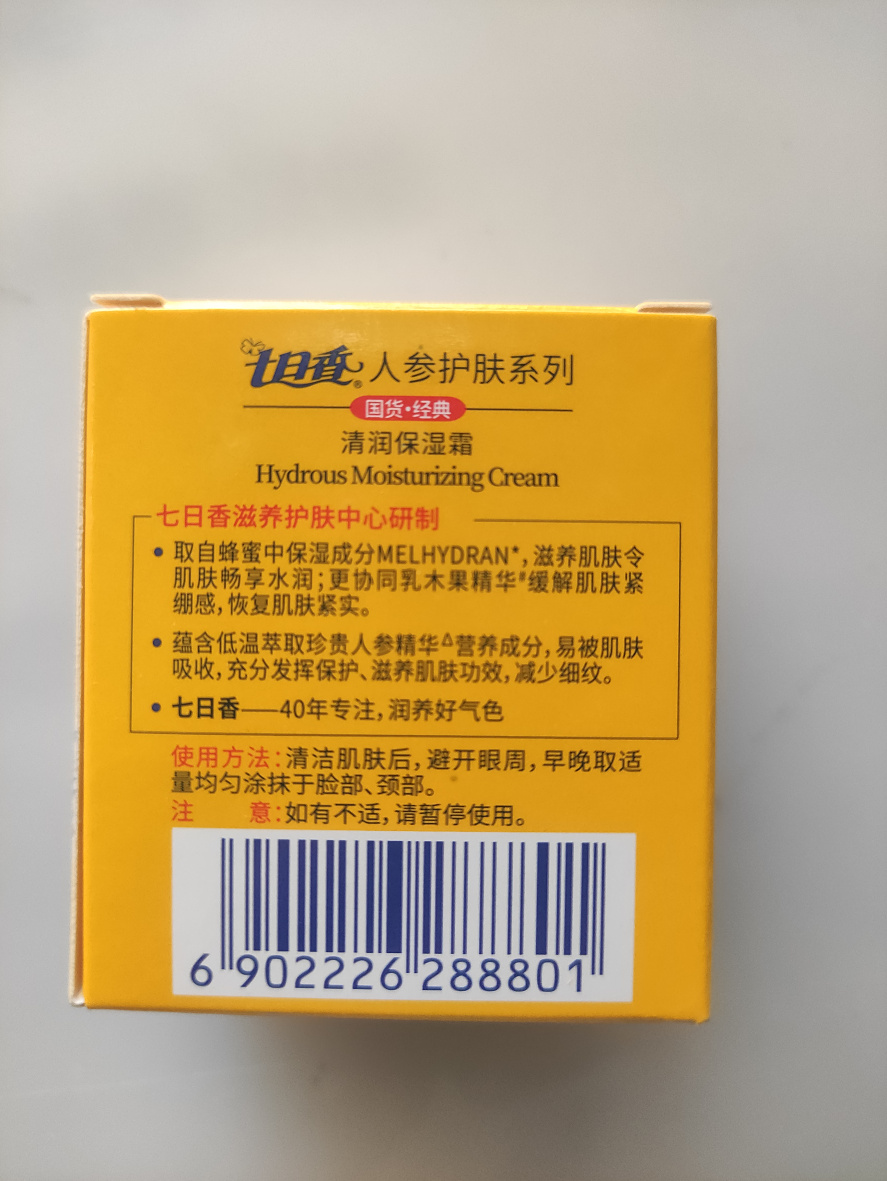 七日香® 人参护肤系列
国货·经典
清润保湿霜
Hydrous Moisturizing Cream
七日香滋养护肤中心研制
• 取自蜂蜜中保湿成分MELHYDRAN*，滋养肌肤令
肌肤畅享水润；更协同乳木果精华#缓解肌肤紧
绷感，恢复肌肤紧实。
• 蕴含低温萃取珍贵人参精华△营养成分，易被肌肤
吸收，充分发挥保护、滋养肌肤功效，减少细纹。
• 七日香——40年专注，润养好气色
使用方法：清洁肌肤后，避开眼周，早晚取适
量均匀涂抹于脸部、颈部。
注 意：如有不适，请暂停使用。
6 902226 288801